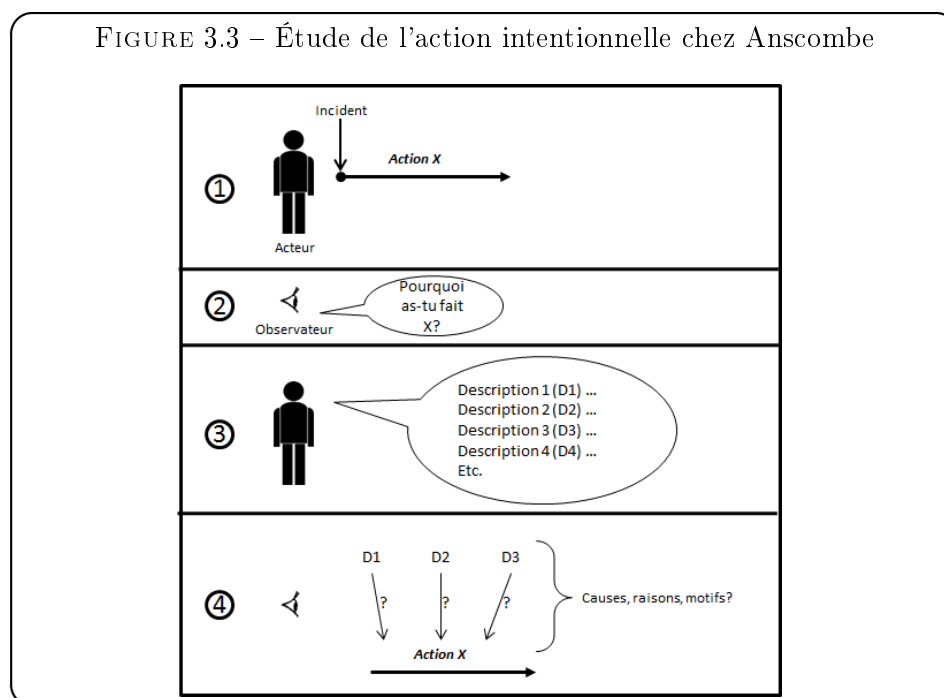 FIGURE 3.3 – Étude de l'action intentionnelle chez Anscombe
Incident
Action X
1
Acteur
2
Observateur
Pourquoi
as-tu fait
X?
3
Description 1 (D1) ...
Description 2 (D2) ...
Description 3 (D3) ...
Description 4 (D4) ...
Etc.
4
D1 D2 D3
? ? ?
Causes, raisons, motifs?
Action X